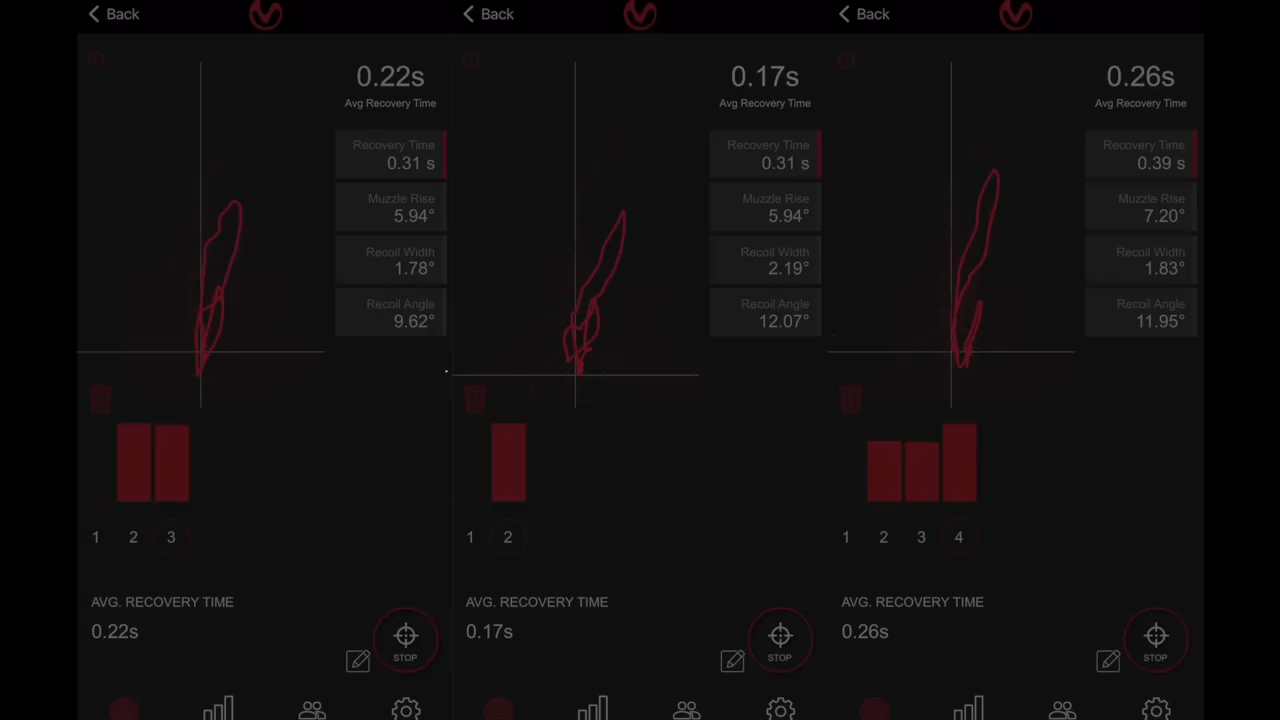 Back
0.22s
Avg Recovery Time
Recovery Time
0.31 s
Muzzle Rise
5.94°
Recoil Width
1.78°
Recoil Angle
9.62°
1 2 3
AVG. RECOVERY TIME
0.22s
STOP
Back
0.17s
Avg Recovery Time
Recovery Time
0.31 s
Muzzle Rise
5.94°
Recoil Width
2.19°
Recoil Angle
12.07°
1 2
AVG. RECOVERY TIME
0.17s
STOP
Back
0.26s
Avg Recovery Time
Recovery Time
0.39 s
Muzzle Rise
7.20°
Recoil Width
1.83°
Recoil Angle
11.95°
1 2 3 4
AVG. RECOVERY TIME
0.26s
STOP